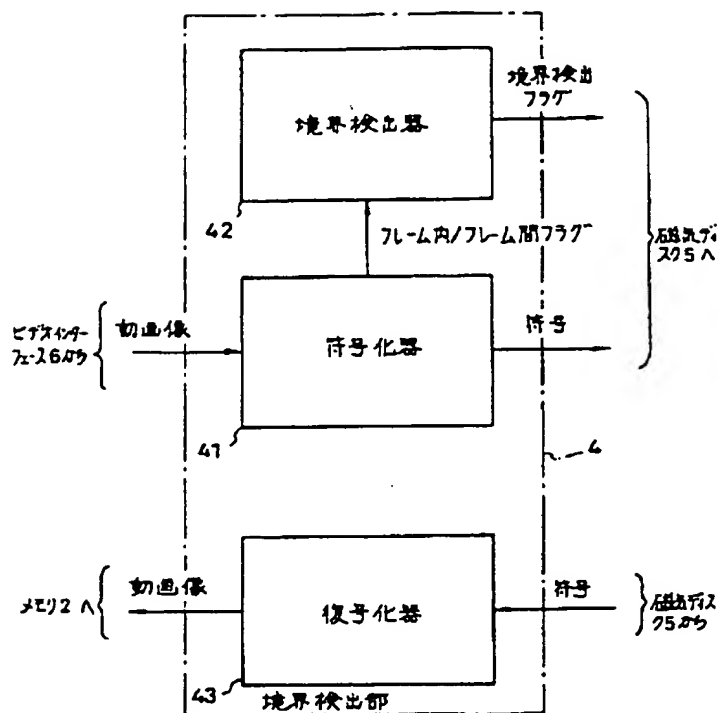 境界検出
フラグ
境界検出器
42
フレーム内/フレーム間フラグ
磁気ディ
スク5へ
ビデオインター
フェース6から
動画像
符号化器
符号
41
4
メモリ2へ
動画像
復号化器
符号
磁気ディス
ク5から
43
境界検出部